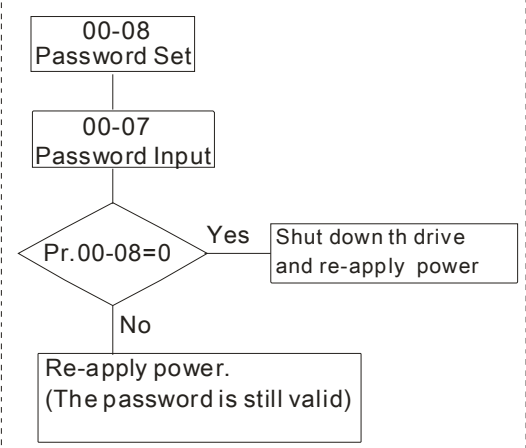 00-08
Password Set
00-07
Password Input
Pr.00-08=0
Yes
Shut down th drive
and re-apply power
No
Re-apply power.
(The password is still valid)